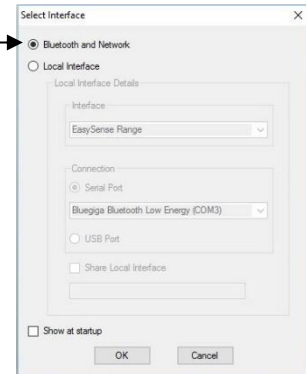 Select Interface
Bluetooth and Network
Local Interface
Local Interface Details
Interface
EasySense Range
Connection
Serial Port
Bluegiga Bluetooth Low Energy (COM3)
USB Port
Share Local Interface
Show at startup
OK Cancel